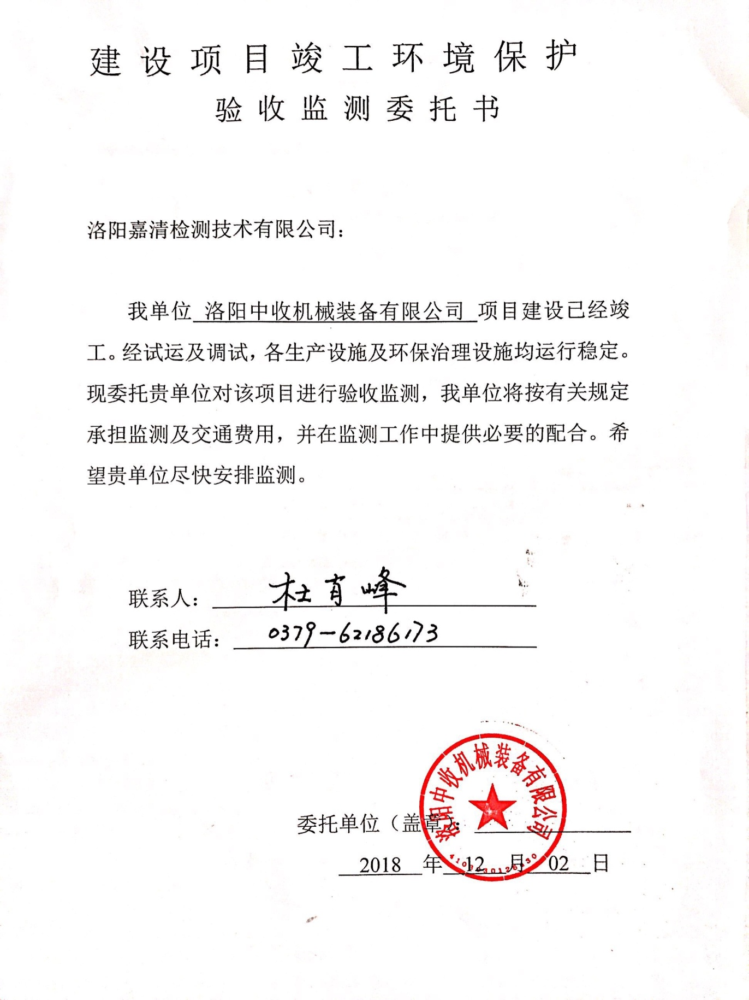 建设项目竣工环境保护
验收监测委托书
洛阳嘉清检测技术有限公司：
我单位 洛阳中收机械装备有限公司 项目建设已经竣
工。经试运及调试，各生产设施及环保治理设施均运行稳定。
现委托贵单位对该项目进行验收监测，我单位将按有关规定
承担监测及交通费用，并在监测工作中提供必要的配合。希
望贵单位尽快安排监测。
联系人： 杜肖峰
联系电话： 0379-62186173
洛阳中收机械装备有限公司
委托单位（盖章）：
2018 年 12 月 02 日